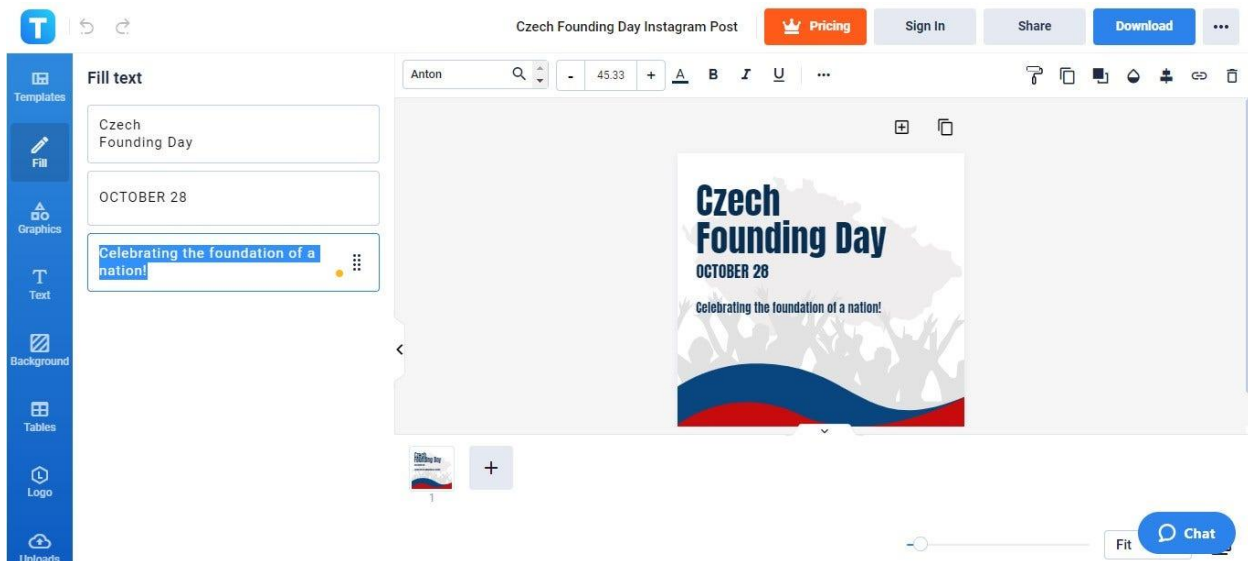 T
Czech Founding Day Instagram Post
Pricing
Sign In
Share
Download
Templates
Fill
Graphics
Text
Background
Tables
Logo
Uploads
Fill text
Czech
Founding Day
OCTOBER 28
Celebrating the foundation of a
nation!
Anton
- 45.33 + A B I U
Czech
Founding Day
OCTOBER 28
Celebrating the foundation of a nation!
1
Fit
Chat